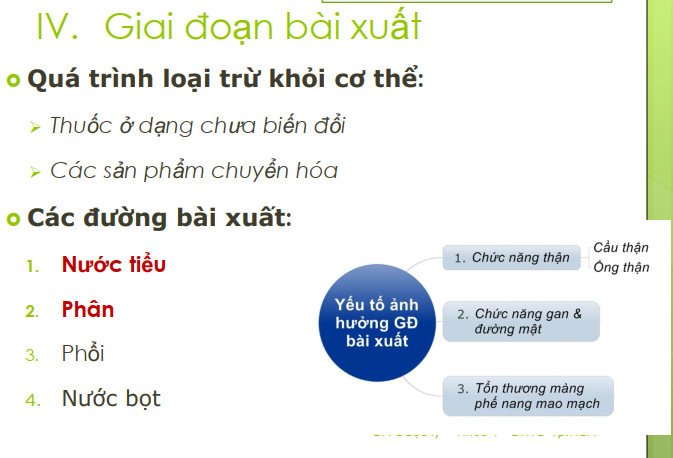 IV. Giai đoạn bài xuất
Quá trình loại trừ khỏi cơ thể:
Thuốc ở dạng chưa biến đổi
Các sản phẩm chuyển hóa
Các đường bài xuất:
1. Nước tiểu
2. Phân
3. Phổi
4. Nước bọt
Yếu tố ảnh
hưởng GĐ
bài xuất
1. Chức năng thận
Cầu thận
Ống thận
2. Chức năng gan &
đường mật
3. Tổn thương màng
phế nang mao mạch